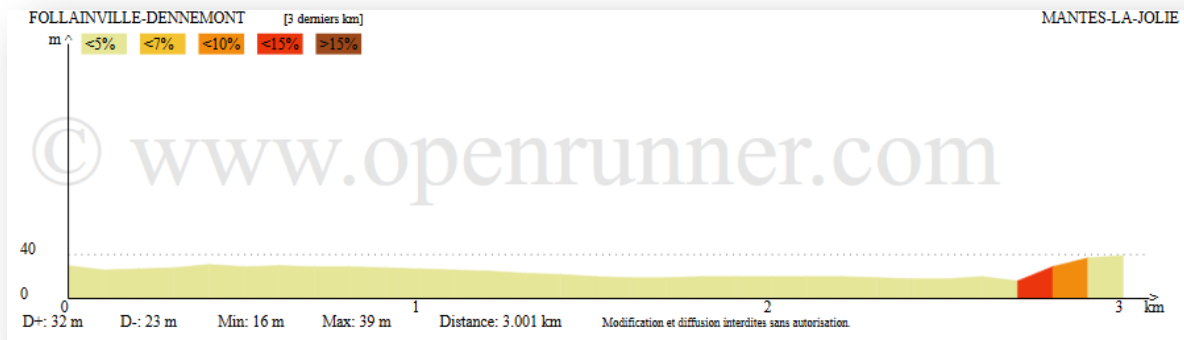 FOLLAINVILLE-DENNEMONT [3 derniers km] MANTES-LA-JOLIE
m <5% <7% <10% <15% >15%
© www.openrunner.com
40
0
0 1 2 3 km
D+: 32 m D-: 23 m Min: 16 m Max: 39 m Distance: 3.001 km Modification et diffusion interdites sans autorisation.